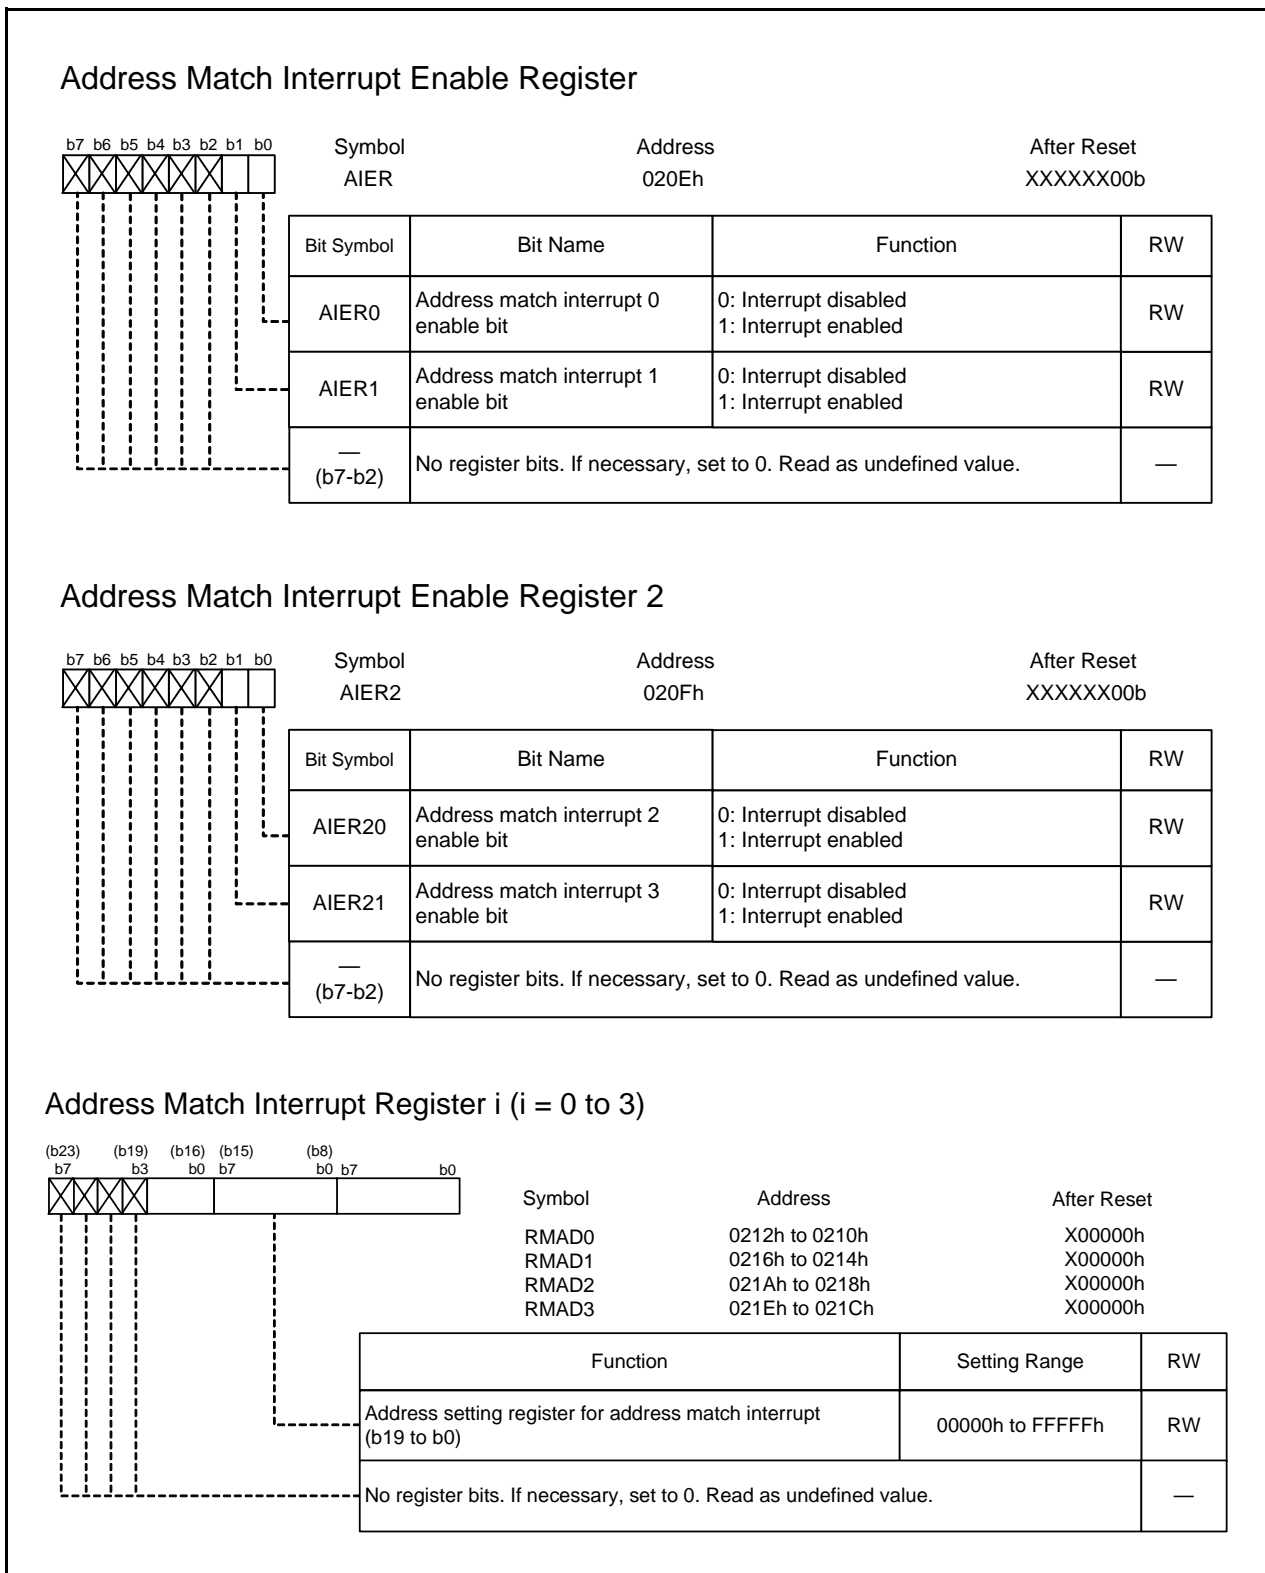 Address Match Interrupt Enable Register
b7 b6 b5 b4 b3 b2 b1 b0
Symbol Address After Reset
AIER 020Eh XXXXXX00b
Bit Symbol Bit Name Function RW
AIER0 Address match interrupt 0 enable bit 0: Interrupt disabled 1: Interrupt enabled RW
AIER1 Address match interrupt 1 enable bit 0: Interrupt disabled 1: Interrupt enabled RW
— (b7-b2) No register bits. If necessary, set to 0. Read as undefined value. —
Address Match Interrupt Enable Register 2
b7 b6 b5 b4 b3 b2 b1 b0
Symbol Address After Reset
AIER2 020Fh XXXXXX00b
Bit Symbol Bit Name Function RW
AIER20 Address match interrupt 2 enable bit 0: Interrupt disabled 1: Interrupt enabled RW
AIER21 Address match interrupt 3 enable bit 0: Interrupt disabled 1: Interrupt enabled RW
— (b7-b2) No register bits. If necessary, set to 0. Read as undefined value. —
Address Match Interrupt Register i (i = 0 to 3)
(b23) (b19) (b16) (b15) (b8)
b7 b3 b0 b7 b0 b7 b0
Symbol Address After Reset
RMAD0 0212h to 0210h X00000h
RMAD1 0216h to 0214h X00000h
RMAD2 021Ah to 0218h X00000h
RMAD3 021Eh to 021Ch X00000h
Function Setting Range RW
Address setting register for address match interrupt (b19 to b0) 00000h to FFFFFh RW
No register bits. If necessary, set to 0. Read as undefined value. —